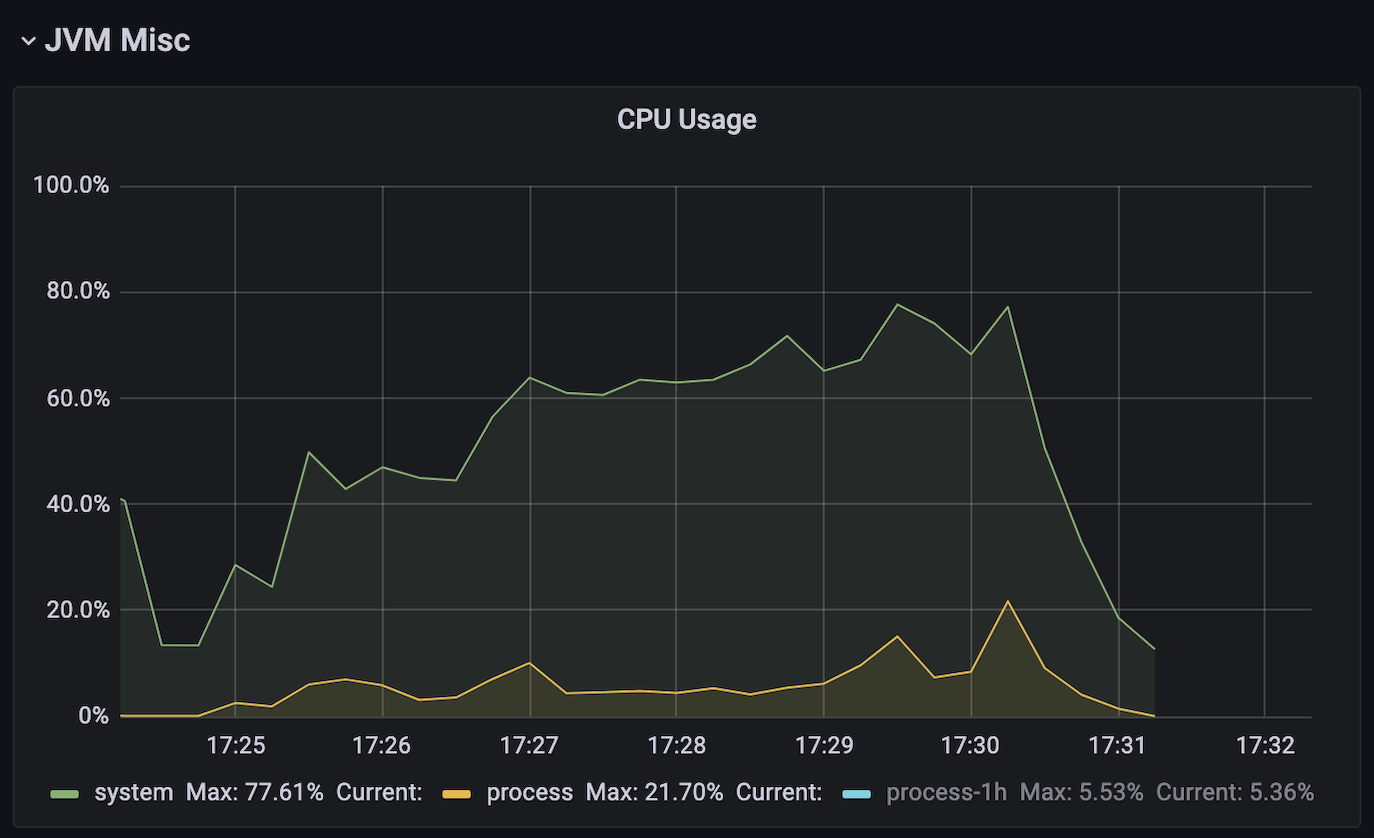 JVM Misc
CPU Usage
100.0%
80.0%
60.0%
40.0%
20.0%
0%
17:25 17:26 17:27 17:28 17:29 17:30 17:31 17:32
system Max: 77.61% Current: process Max: 21.70% Current: process-1h Max: 5.53% Current: 5.36%